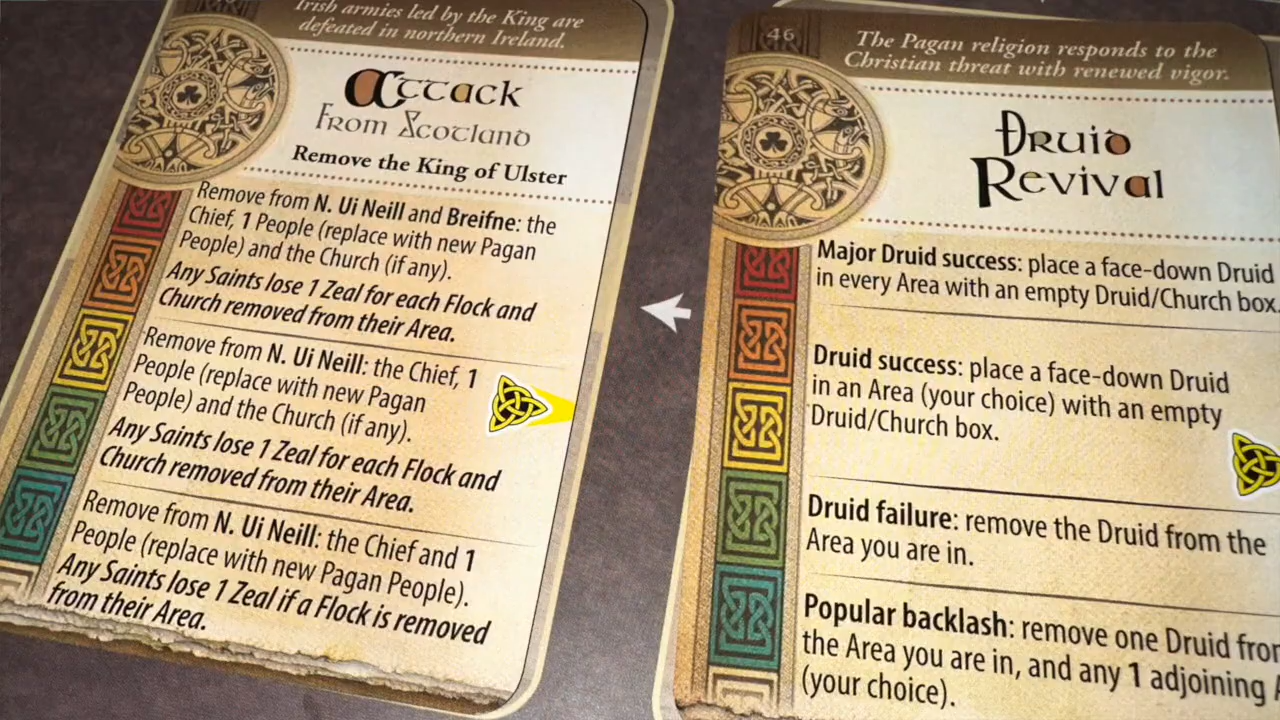 Irish armies led by the King are
defeated in northern Ireland.
Attack
From Scotland
Remove the King of Ulster
Remove from N. Ui Neill and Breifne: the
Chief, 1 People (replace with new Pagan
People) and the Church (if any).
Any Saints lose 1 Zeal for each Flock and
Church removed from their Area.
Remove from N. Ui Neill: the Chief, 1
People (replace with new Pagan
People) and the Church (if any).
Any Saints lose 1 Zeal for each Flock and
Church removed from their Area.
Remove from N. Ui Neill: the Chief and 1
People (replace with new Pagan People).
Any Saints lose 1 Zeal if a Flock is removed
from their Area.
46
The Pagan religion responds to the
Christian threat with renewed vigor.
Druid
Revival
Major Druid success: place a face-down Druid
in every Area with an empty Druid/Church box.
Druid success: place a face-down Druid
in an Area (your choice) with an empty
Druid/Church box.
Druid failure: remove the Druid from the
Area you are in.
Popular backlash: remove one Druid from
the Area you are in, and any 1 adjoining
(your choice).